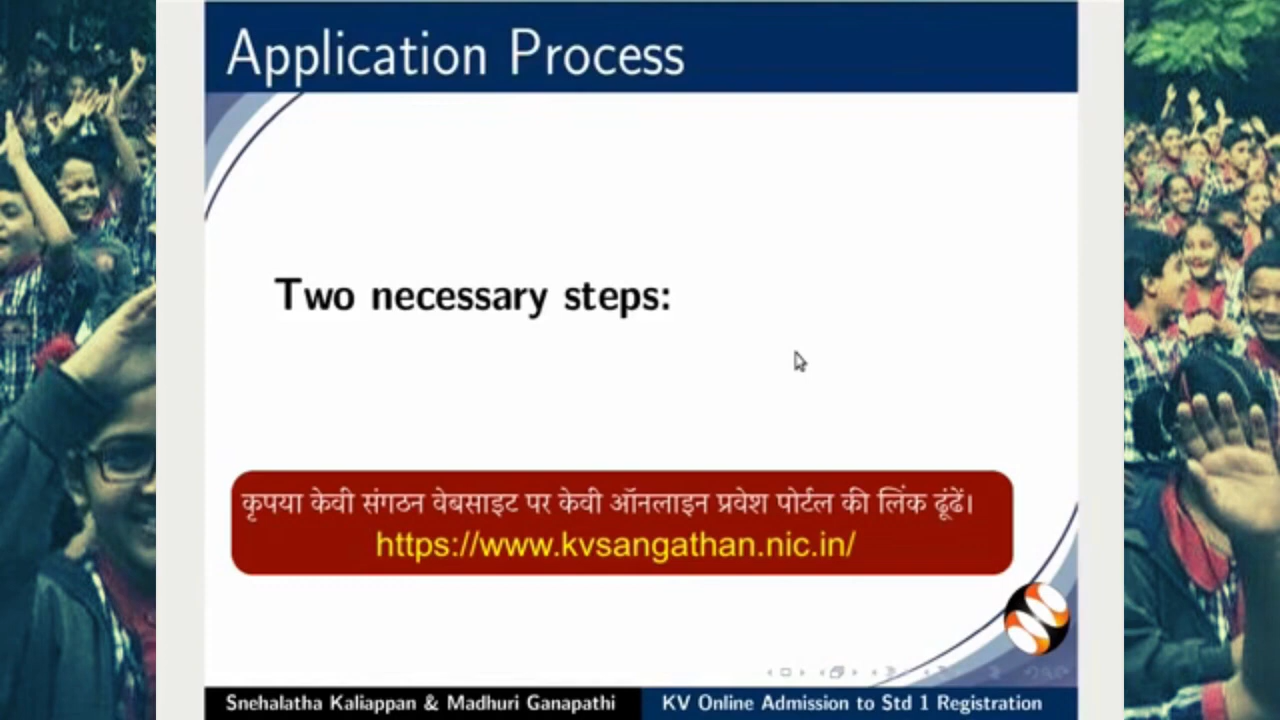 Application Process
Two necessary steps:
कृपया केवी संगठन वेबसाइट पर केवी ऑनलाइन प्रवेश पोर्टल की लिंक ढूंढें।
https://www.kvsangathan.nic.in/
Snehalatha Kaliappan & Madhuri Ganapathi
KV Online Admission to Std 1 Registration